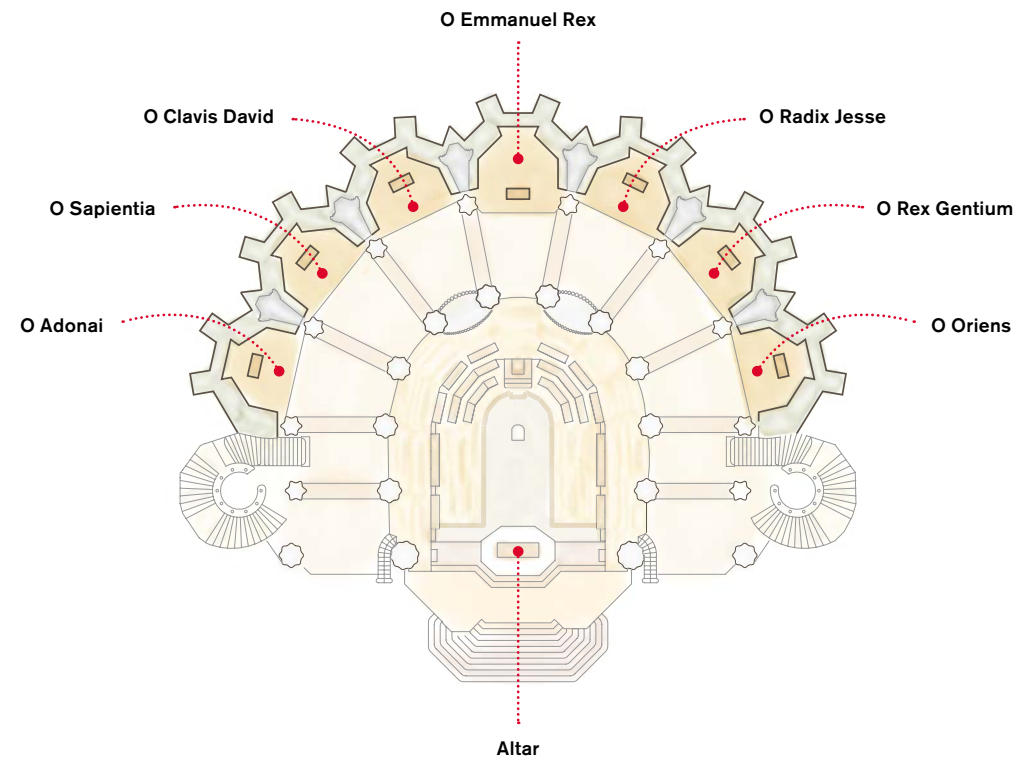 O Emmanuel Rex
O Clavis David
O Radix Jesse
O Sapientia
O Rex Gentium
O Adonai
O Oriens
Altar